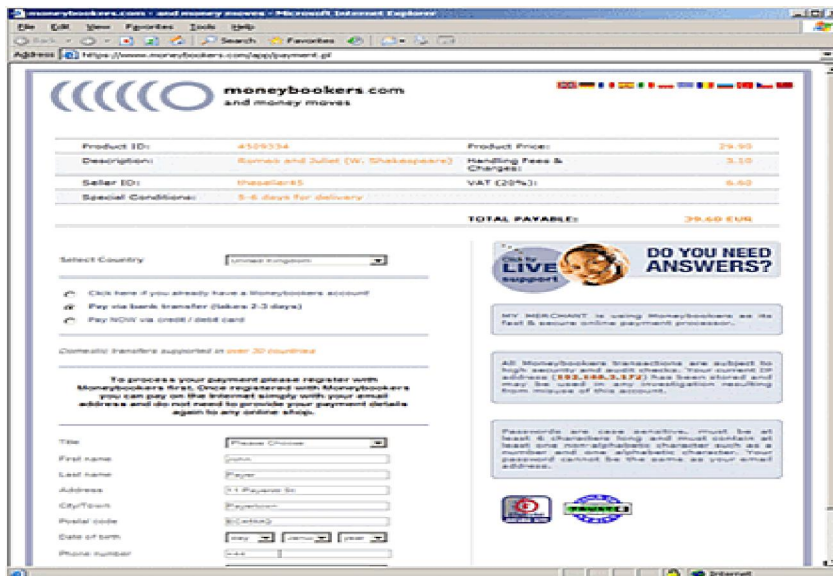 moneybookers.com - and money moves - Microsoft Internet Explorer
File Edit View Favorites Tools Help
Back Search Favorites
Address https://www.moneybookers.com/app/payment.pl
moneybookers.com
and money moves
Product ID: 4509334 Product Price: 29.90
Description: Romeo and Juliet (W. Shakespeare) Handling Fees & Charges: 3.10
Seller ID: theseller45 VAT (20%): 6.60
Special Conditions: 5-6 days for delivery
TOTAL PAYABLE: 39.60 EUR
Select Country United Kingdom
Click here if you already have a Moneybookers account
Pay via bank transfer (takes 2-3 days)
Pay NOW via credit / debit card
Domestic transfers supported in over 30 countries
To process your payment please register with
Moneybookers first. Once registered with Moneybookers
you can pay on the Internet simply with your email
address and do not need to provide your payment details
again to any online shop.
Title Please Choose
First name John
Last name Payer
Address 11 Payerstr St
City/Town Payertown
Postal code
Date of birth day year
Phone number +44
Click for
LIVE
support
DO YOU NEED
ANSWERS?
MY MERCHANT is using Moneybookers as its
fast & secure online payment processor.
All Moneybookers transactions are subject to
high security and audit checks. Your current IP
address (192.168.2.172) has been stored and
may be used in any investigation resulting
from misuse of this account.
Passwords are case sensitive, must be at
least 6 characters long and must contain at
least one non-alphabetic character such as a
number and one alphabetic character. Your
password cannot be the same as your email
address.
Internet